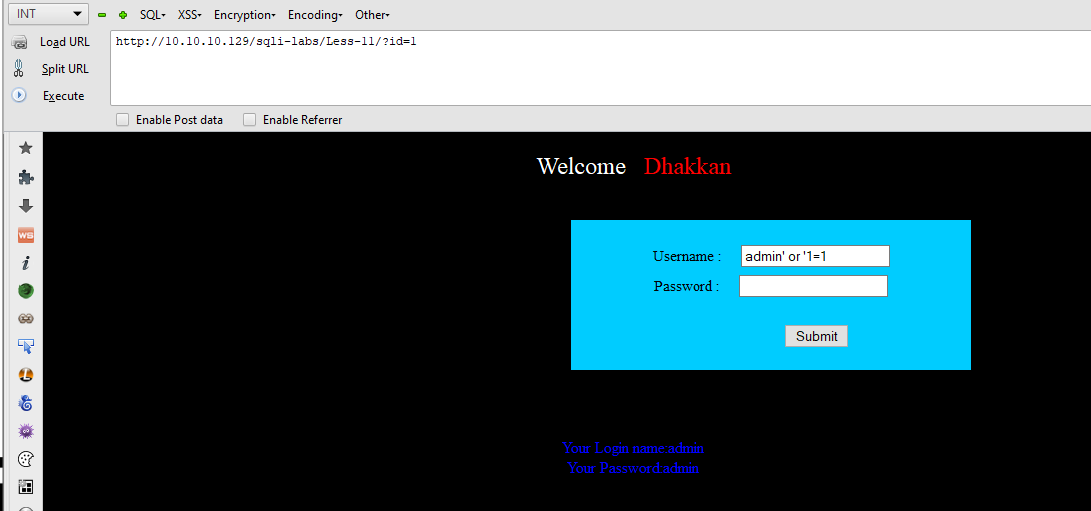 INT SQL▾ XSS▾ Encryption▾ Encoding▾ Other▾
Load URL
http://10.10.10.129/sqli-labs/Less-11/?id=1
Split URL
Execute
Enable Post data Enable Referrer
Welcome Dhakkan
Username : admin' or '1=1
Password :
Submit
Your Login name:admin
Your Password:admin
WS
i